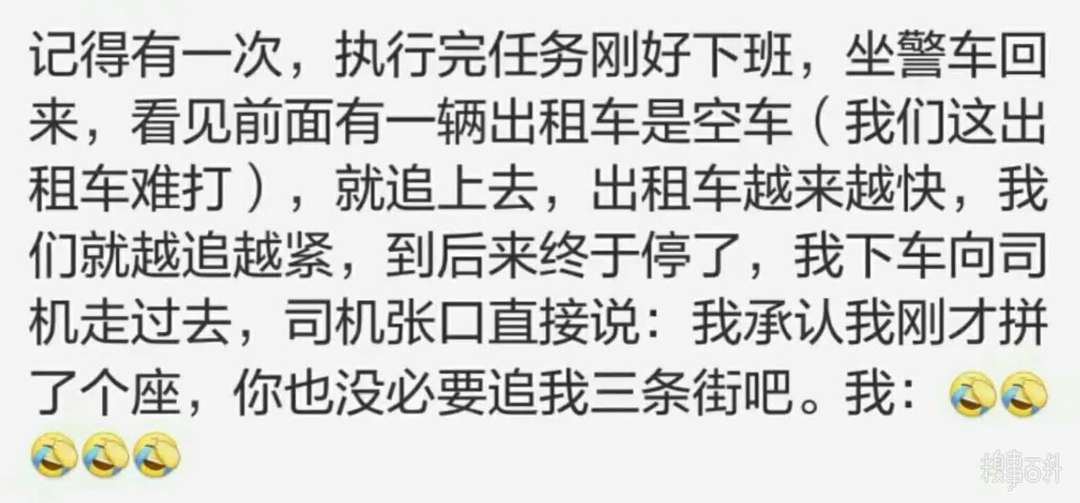 记得有一次，执行完任务刚好下班，坐警车回
来，看见前面有一辆出租车是空车（我们这出
租车难打），就追上去，出租车越来越快，我
们就越追越紧，到后来终于停了，我下车向司
机走过去，司机张口直接说：我承认我刚才拼
了个座，你也没必要追我三条街吧。我：🤣🤣
🤣🤣🤣
糗事百科